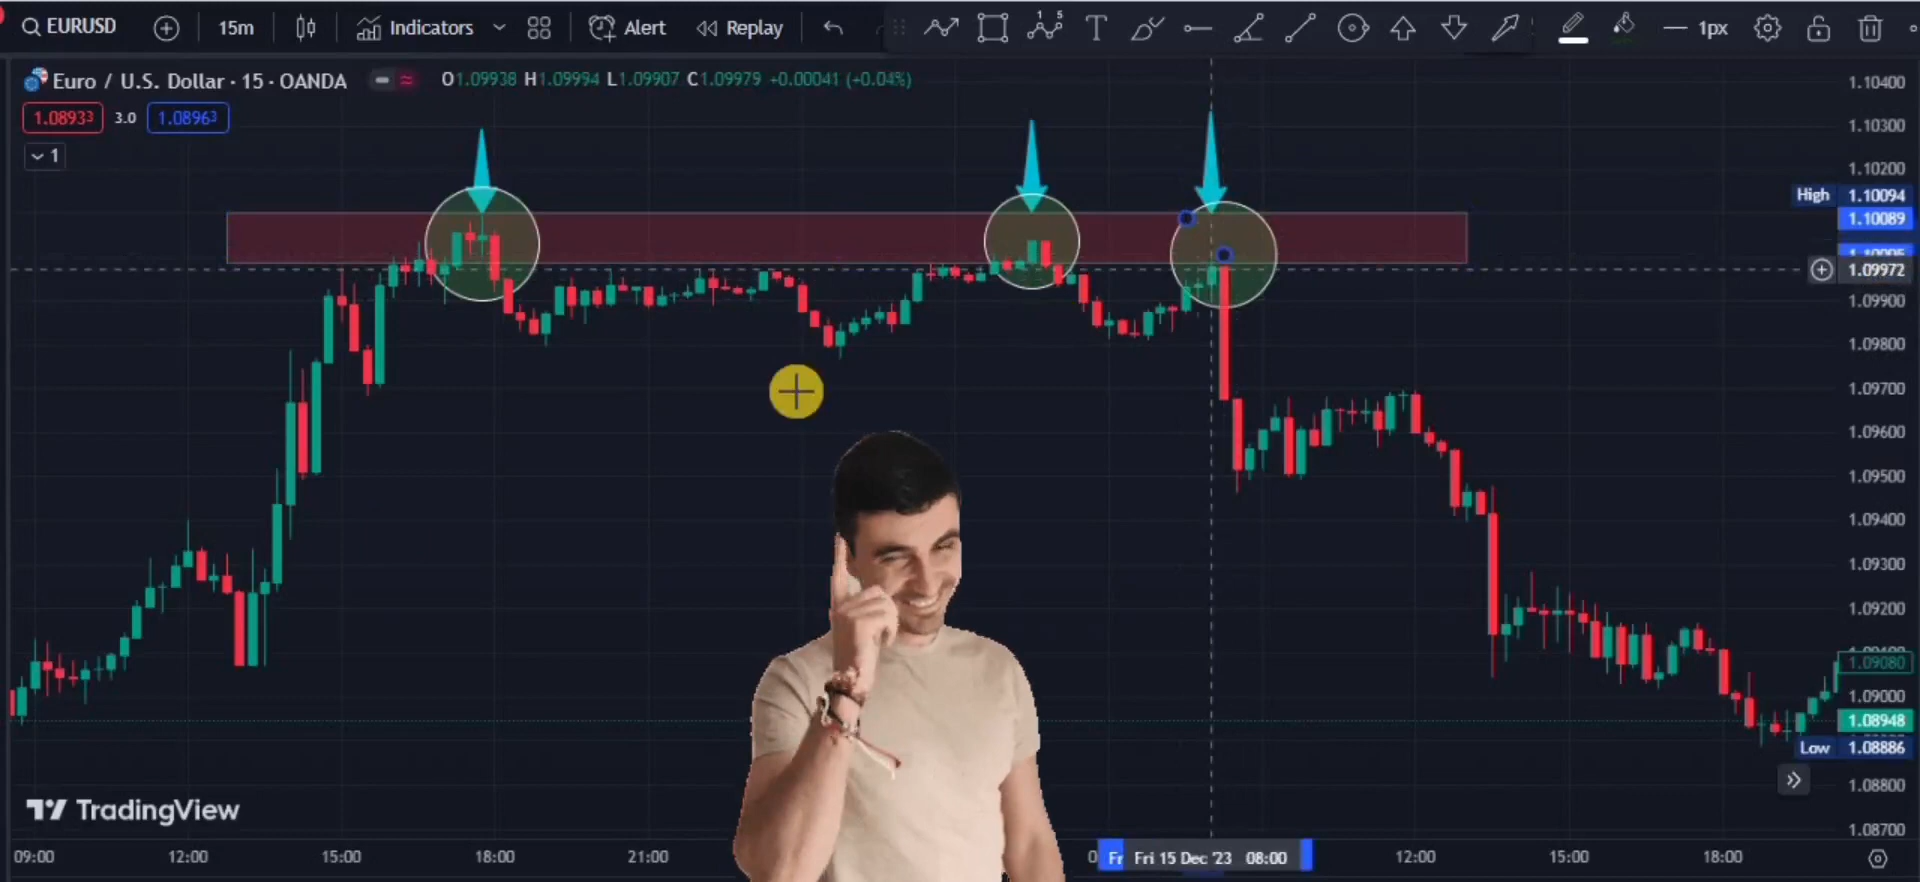 EURUSD 15m Indicators Alert Replay 1 5 T 1px
Euro / U.S. Dollar · 15 · OANDA O1.09938 H1.09994 L1.09907 C1.09979 +0.00041 (+0.04%)
1.08933 3.0 1.08963
1
1.10400
1.10300
1.10200
High 1.10094
1.10089
1.09972
1.09900
1.09800
1.09700
1.09600
1.09500
1.09400
1.09300
1.09200
1.09080
1.09000
1.08948
Low 1.08886
1.08800
1.08700
TradingView
09:00 12:00 15:00 18:00 21:00 Fr Fri 15 Dec '23 08:00 12:00 15:00 18:00